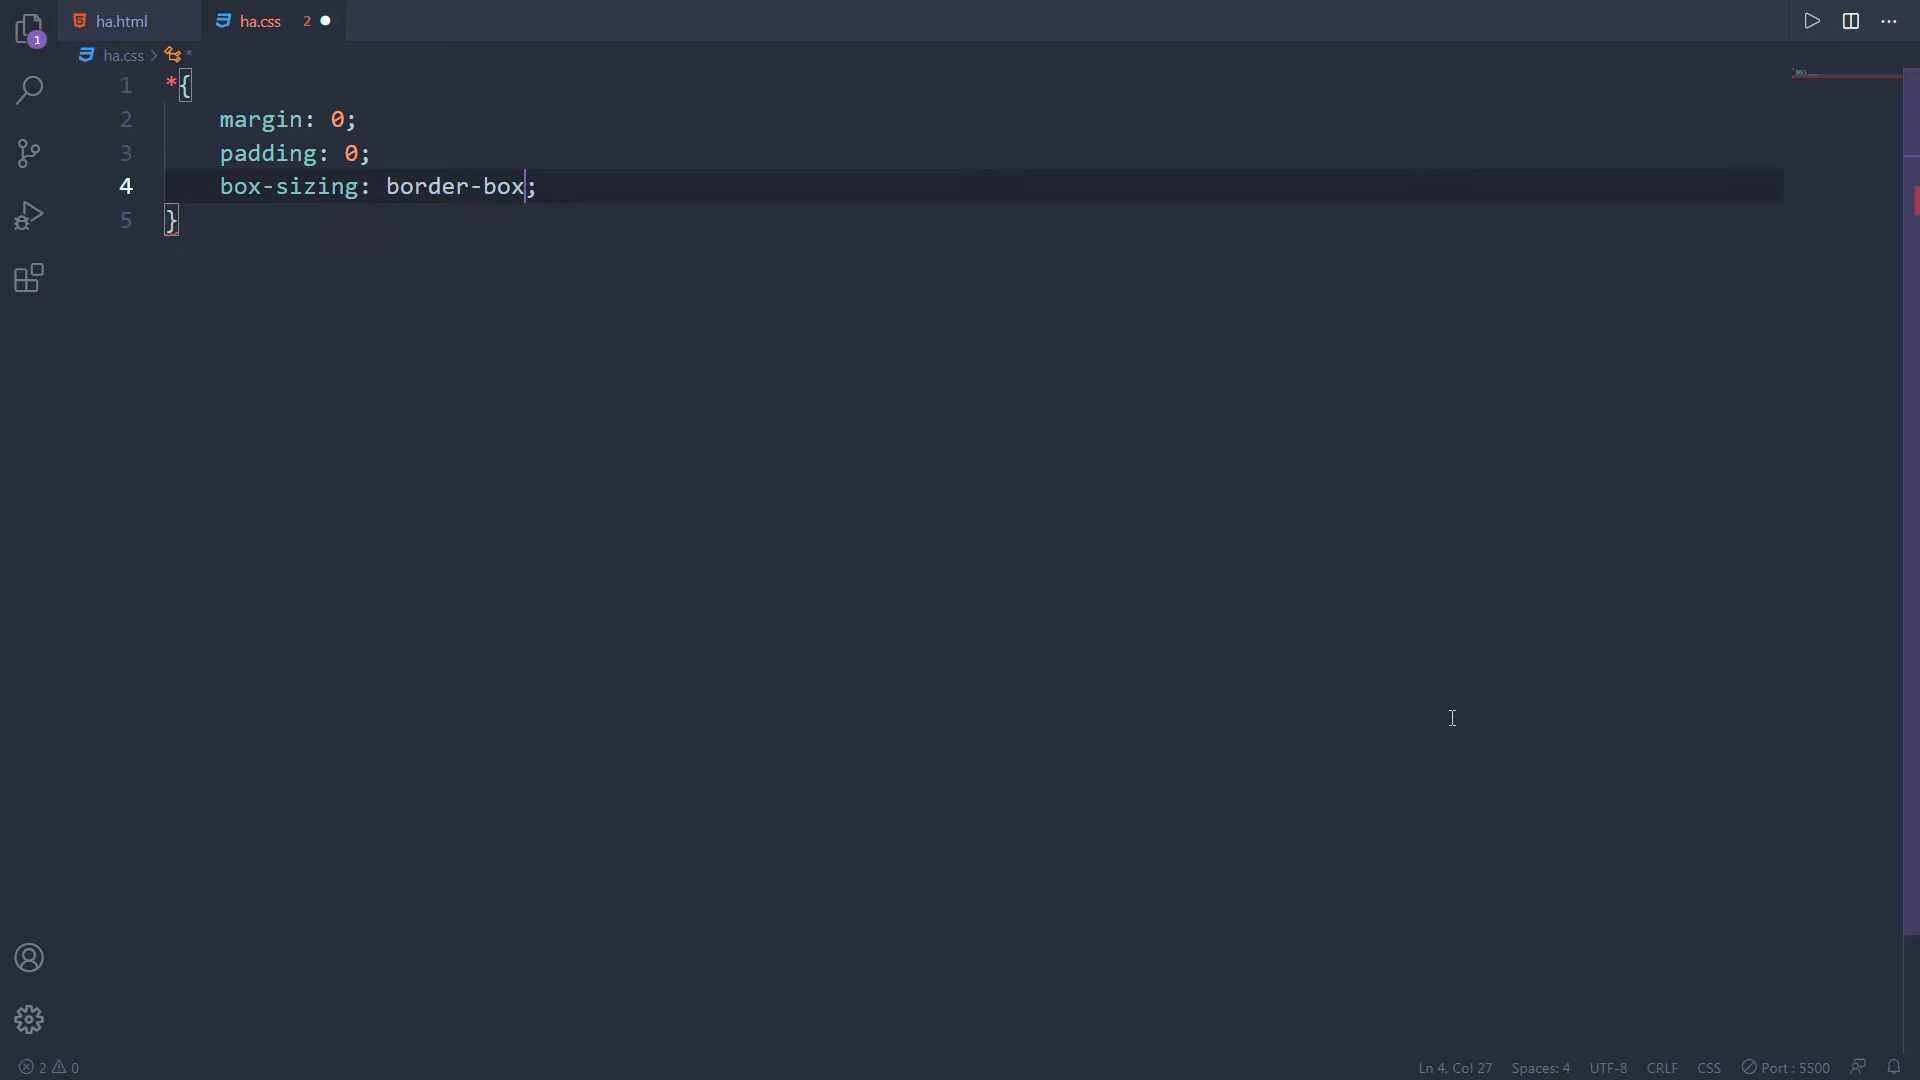 1
ha.html
ha.css 2
ha.css > *
1 *{
2 margin: 0;
3 padding: 0;
4 box-sizing: border-box;
5 }
2 0
Ln 4, Col 27 Spaces: 4 UTF-8 CRLF CSS Port : 5500